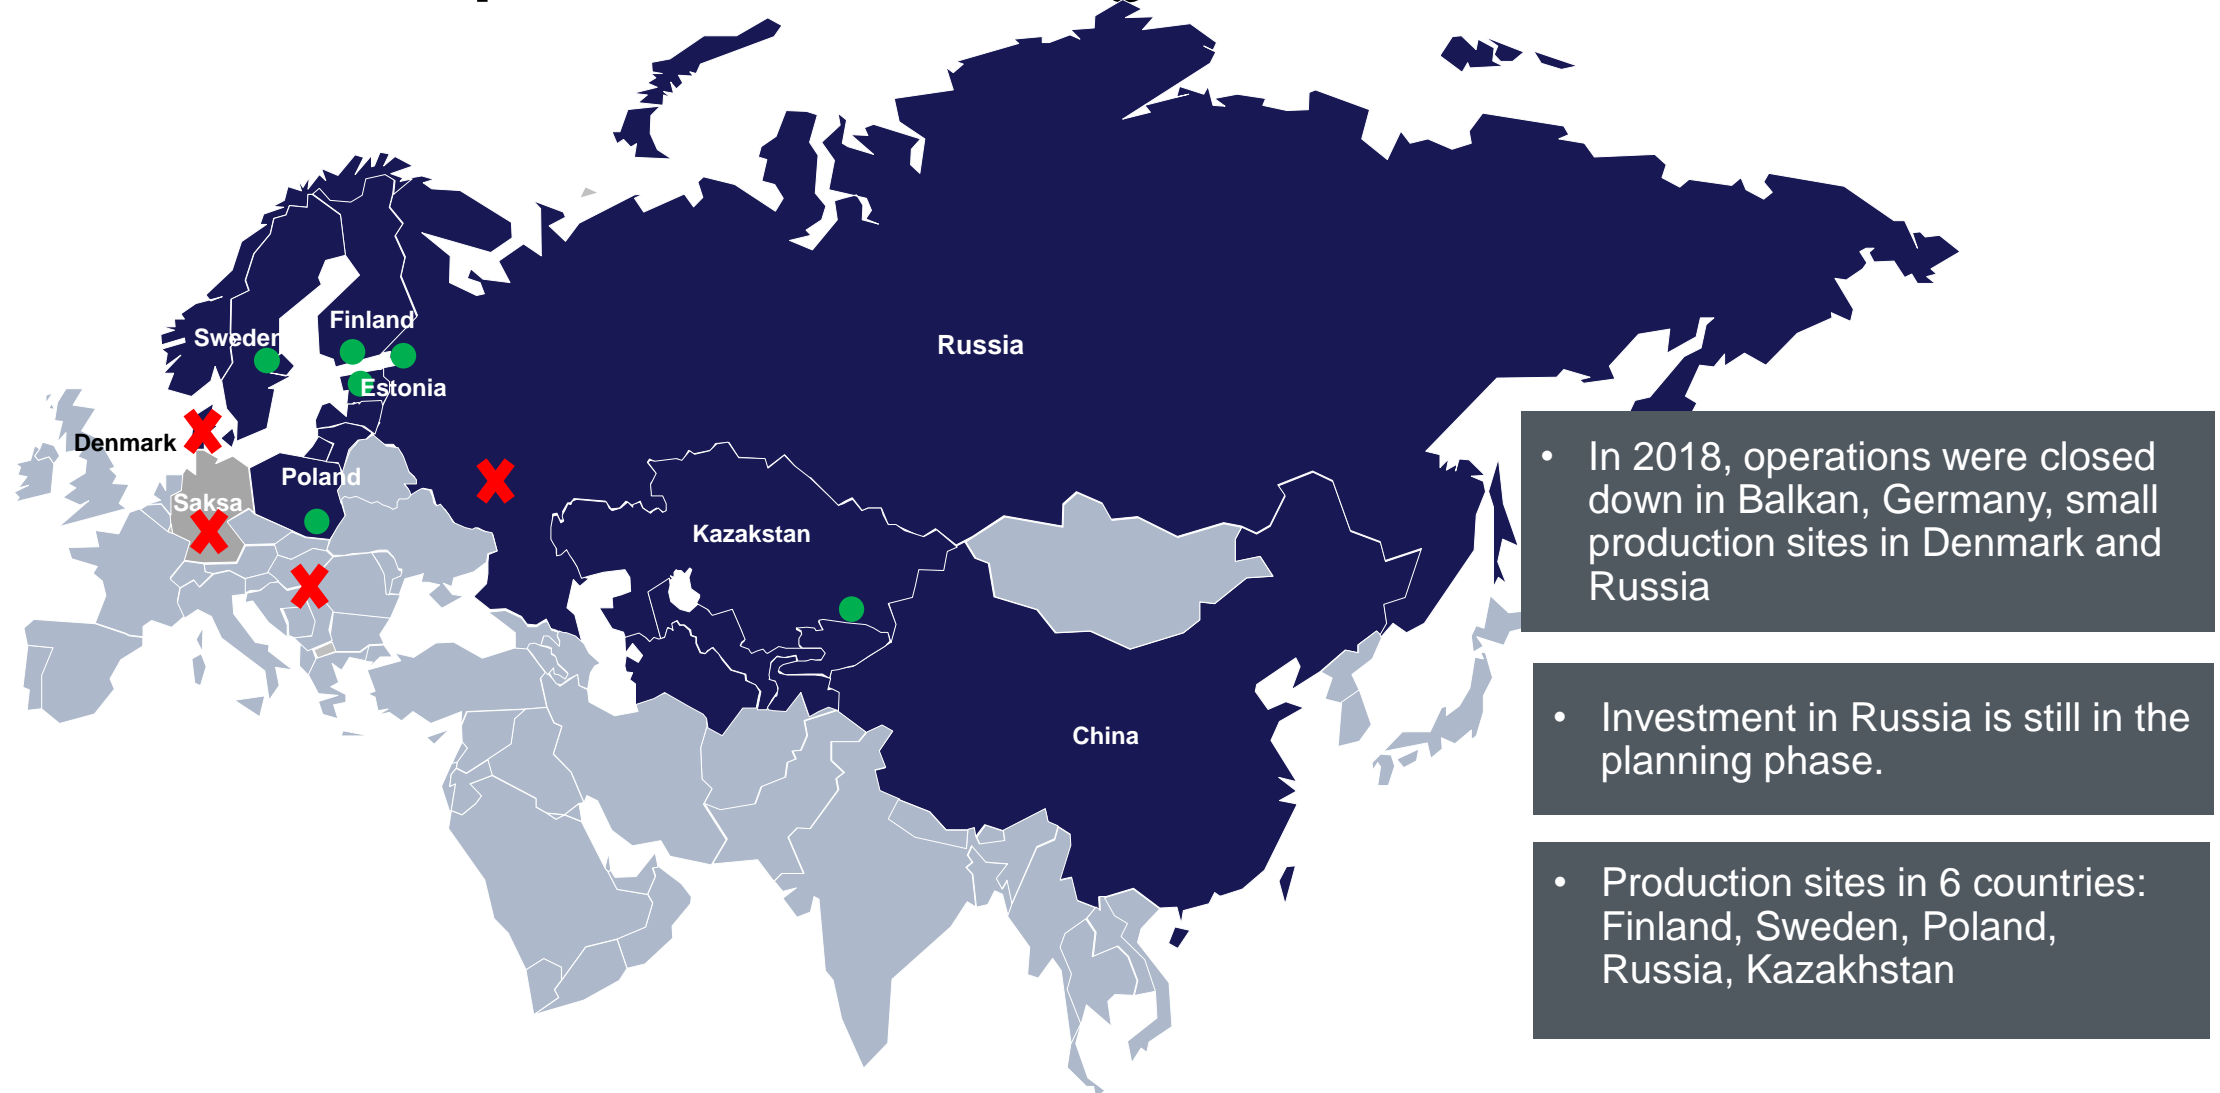 Russia
Finland
Sweden
Estonia
Denmark
Poland
Saksa
Kazakstan
China
• In 2018, operations were closed
down in Balkan, Germany, small
production sites in Denmark and
Russia
• Investment in Russia is still in the
planning phase.
• Production sites in 6 countries:
Finland, Sweden, Poland,
Russia, Kazakhstan